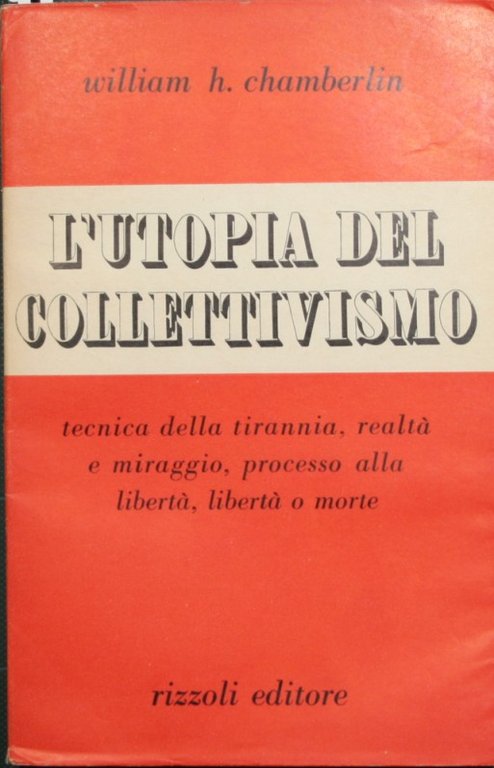 william h. chamberlin
L'UTOPIA DEL
COLLETTIVISMO
tecnica della tirannia, realtà
e miraggio, processo alla
libertà, libertà o morte
rizzoli editore